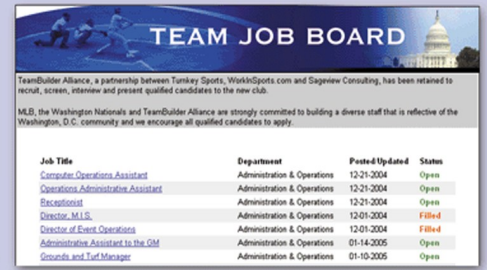 TEAM JOB BOARD
TeamBuilder Alliance, a partnership between Turnkey Sports, WorkInSports.com and Sageview Consulting, has been retained to
recruit, screen, interview and present qualified candidates to the new club.
MLB, the Washington Nationals and TeamBuilder Alliance are strongly committed to building a diverse staff that is reflective of the
Washington, D.C. community and we encourage all qualified candidates to apply.
Job Title Department Posted/Updated Status
Computer Operations Assistant Administration & Operations 12-21-2004 Open
Operations Administrative Assistant Administration & Operations 12-21-2004 Open
Receptionist Administration & Operations 12-21-2004 Open
Director, M.I.S. Administration & Operations 12-01-2004 Filled
Director of Event Operations Administration & Operations 12-01-2004 Filled
Administrative Assistant to the GM Administration & Operations 01-14-2005 Open
Grounds and Turf Manager Administration & Operations 01-10-2005 Open